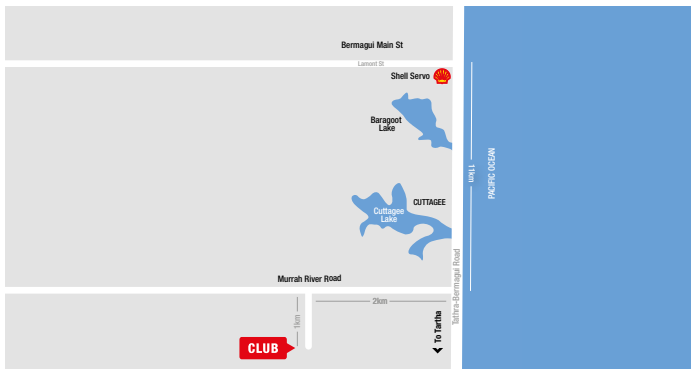 Bermagui Main St
Lamont St
Shell Servo
Baragoot
Lake
11km
PACIFIC OCEAN
CUTTAGEE
Cuttagee
Lake
Tathra-Bermagui Road
Murrah River Road
2km
1km
To Tartha
CLUB